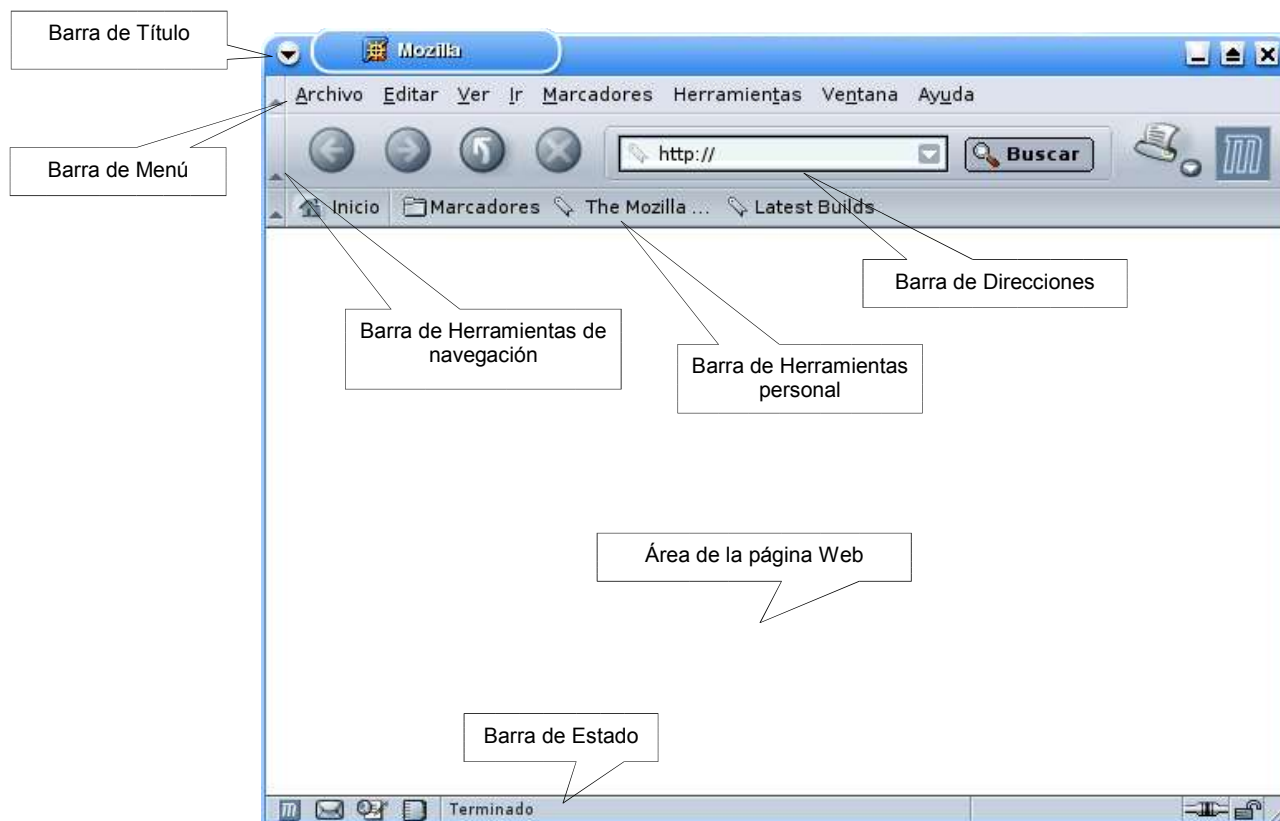 Barra de Título
Mozilla
Archivo Editar Ver Ir Marcadores Herramientas Ventana Ayuda
Barra de Menú
http://
Buscar
Inicio Marcadores The Mozilla ... Latest Builds
Barra de Direcciones
Barra de Herramientas de
navegación
Barra de Herramientas
personal
Área de la página Web
Barra de Estado
Terminado